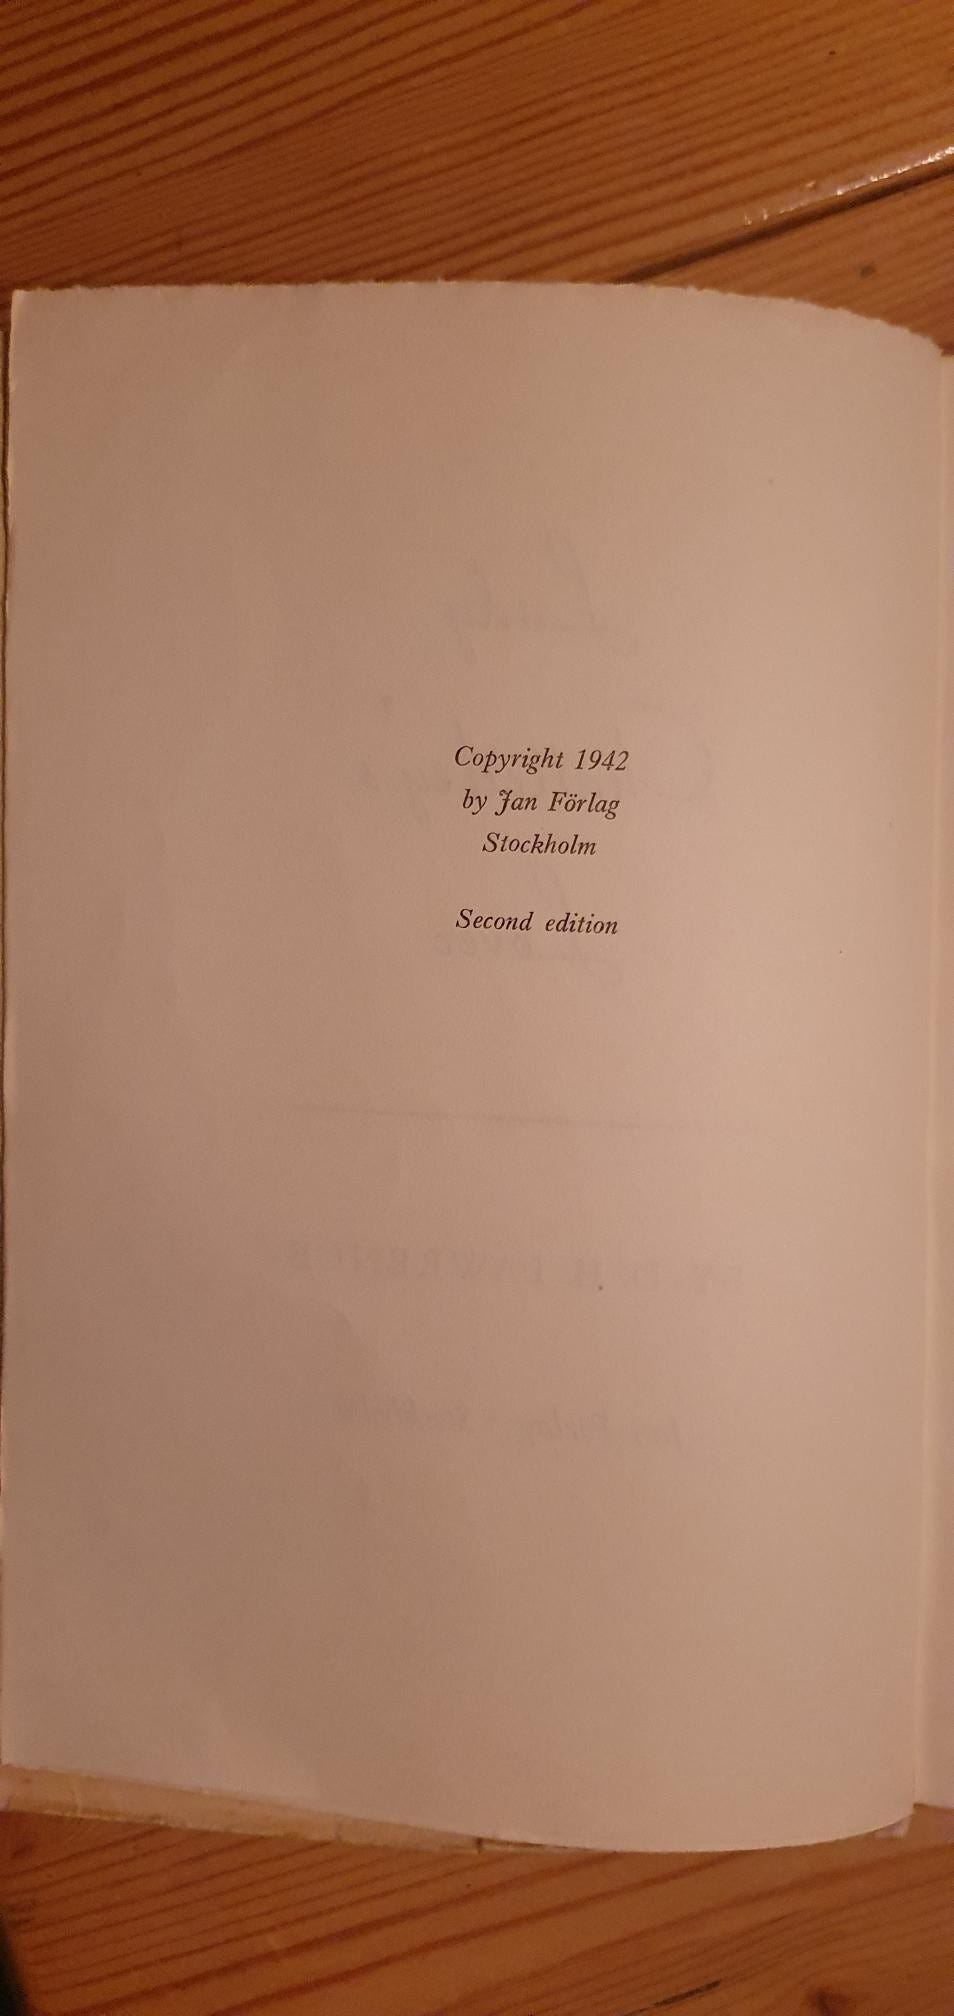 Copyright 1942
by Jan Förlag
Stockholm
Second edition